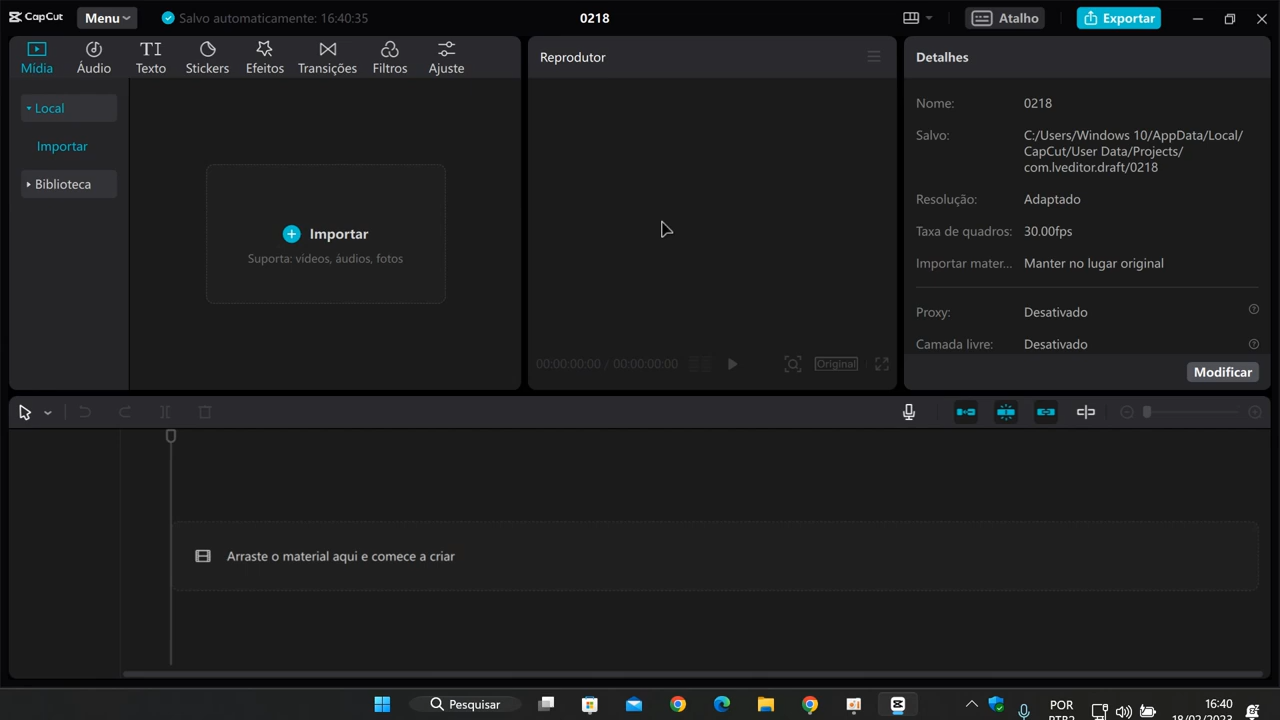 CapCut
Menu
Salvo automaticamente: 16:40:35
0218
Atalho
Exportar
Mídia
Áudio
Texto
Stickers
Efeitos
Transições
Filtros
Ajuste
Local
Importar
Biblioteca
Importar
Suporta: vídeos, áudios, fotos
Reprodutor
00:00:00:00 / 00:00:00:00
Original
Detalhes
Nome: 0218
Salvo: C:/Users/Windows 10/AppData/Local/
CapCut/User Data/Projects/
com.lveditor.draft/0218
Resolução: Adaptado
Taxa de quadros: 30.00fps
Importar mater... Manter no lugar original
Proxy: Desativado
Camada livre: Desativado
Modificar
Arraste o material aqui e comece a criar
Pesquisar
POR
PTB2
16:40
18/02/2023